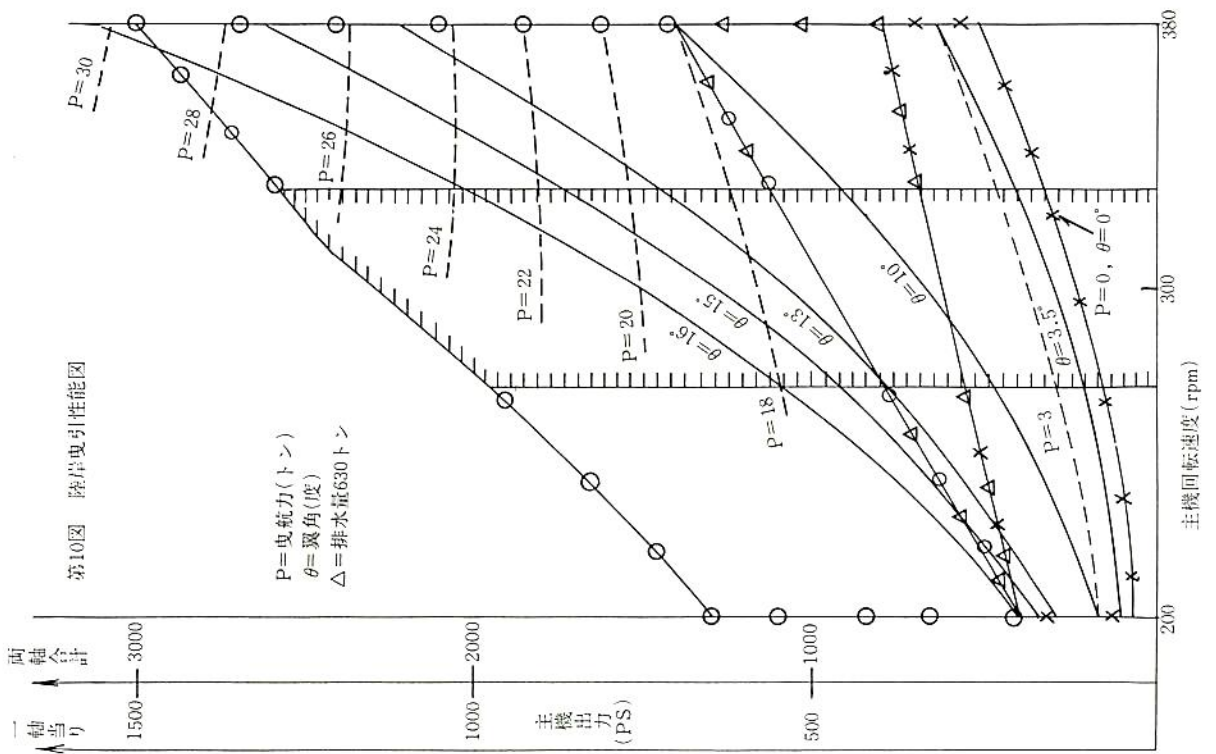 第10図　陸岸曳引性能図
P=曳航力(トン)
θ=翼角(度)
△=排水量630トン
両軸合計
一軸当り
3000
2000
1000
1500
1000
500
主機出力
(PS)
P=30
P=28
P=26
P=24
P=22
P=20
P=18
θ=16°
θ=15°
θ=13°
θ=10°
θ=3.5°
P=3
P=0, θ=0°
200
300
380
主機回転速度(rpm)